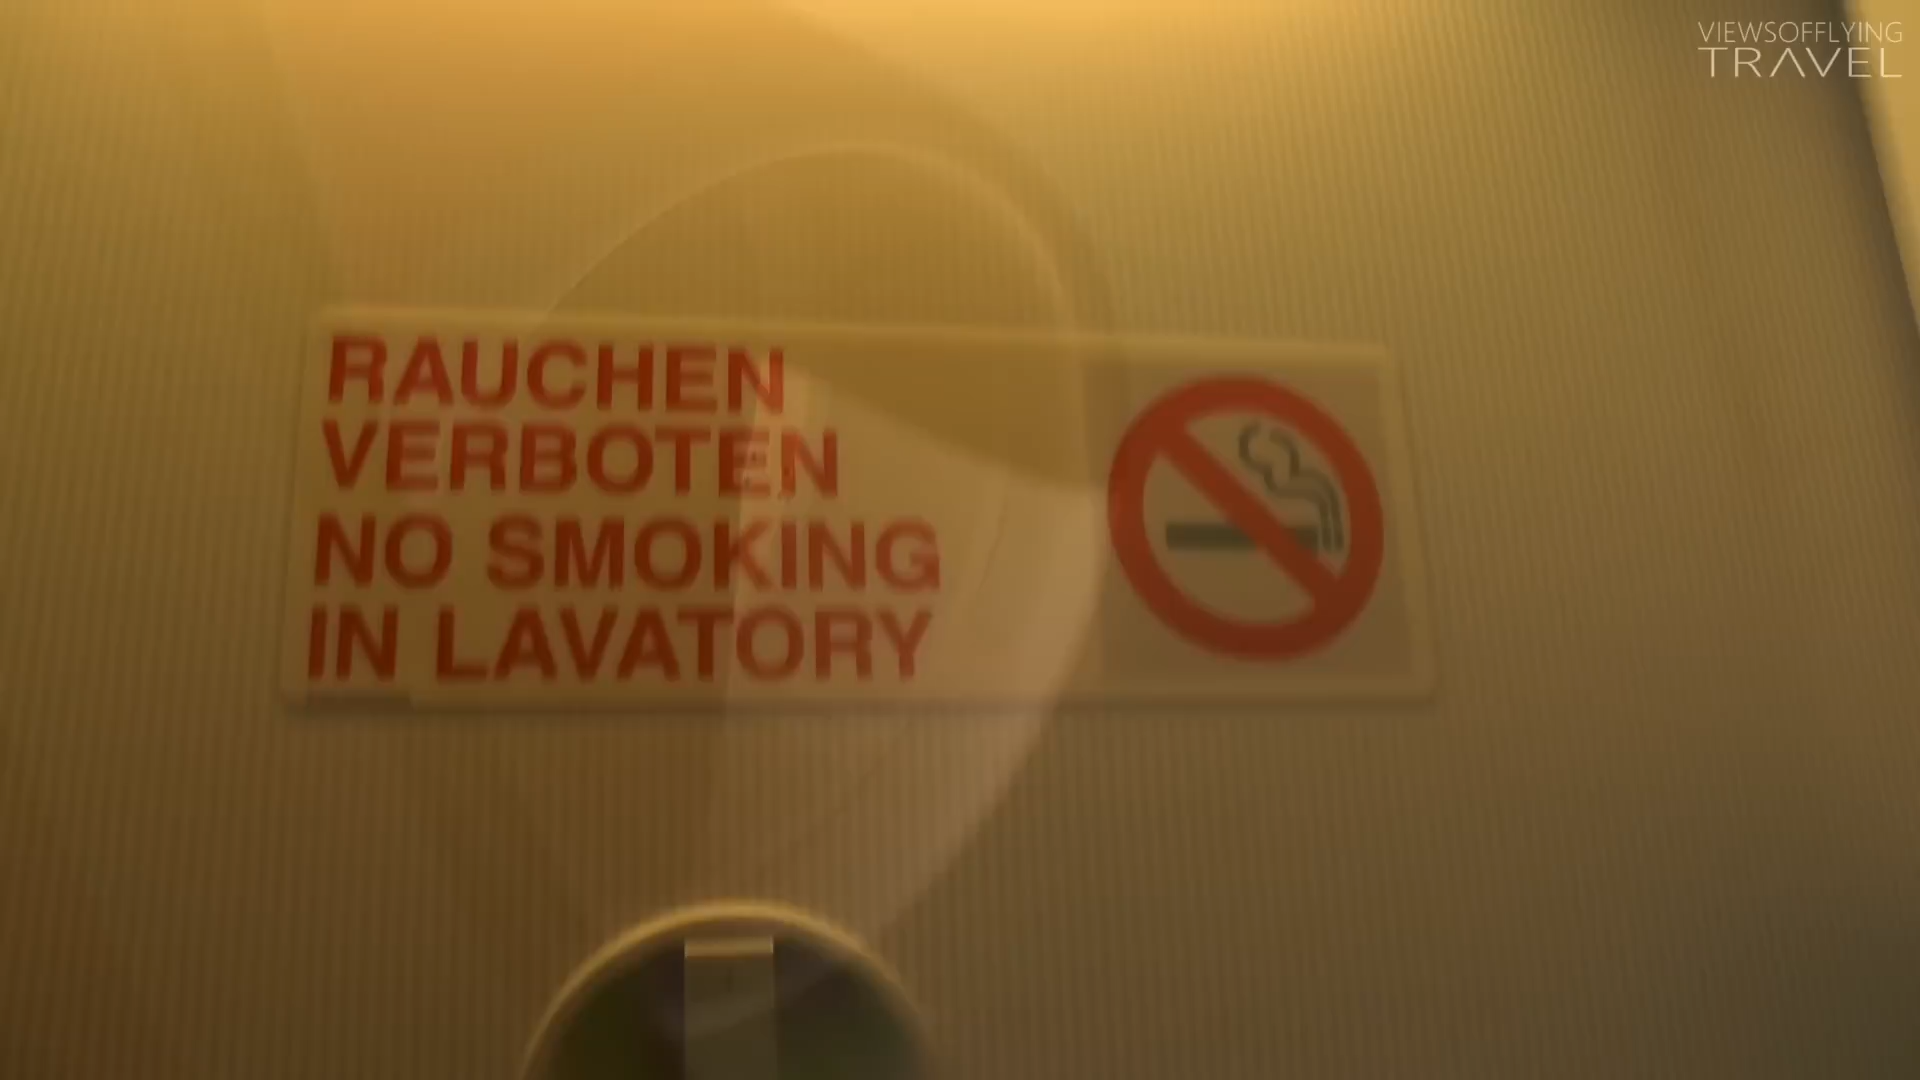 VIEWSOFFLYING
TRAVEL
RAUCHEN
VERBOTEN
NO SMOKING
IN LAVATORY